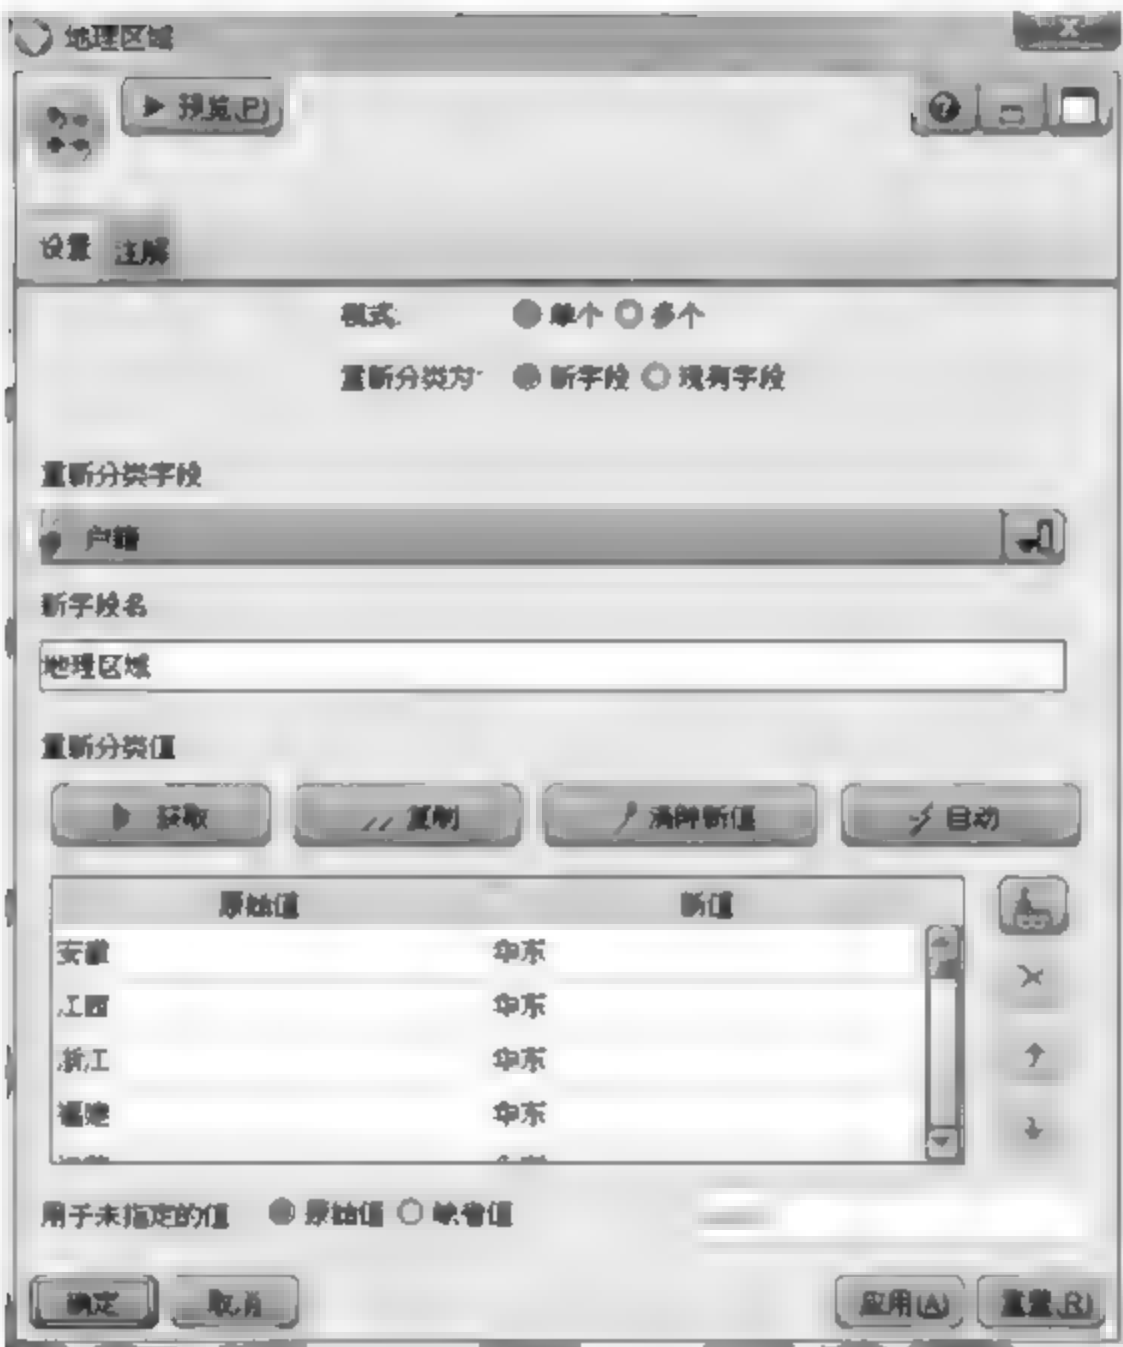 地理区域
预览(P)
设置 注解
模式: 单个 多个
重新分类为: 新字段 现有字段
重新分类字段
户籍
新字段名
地理区域
重新分类值
获取 复制 清除新值 自动
原始值 新值
安徽 华东
江西 华东
浙江 华东
福建 华东
用于未指定的值 原始值 缺省值
确定 取消 应用(A) 重置(R)